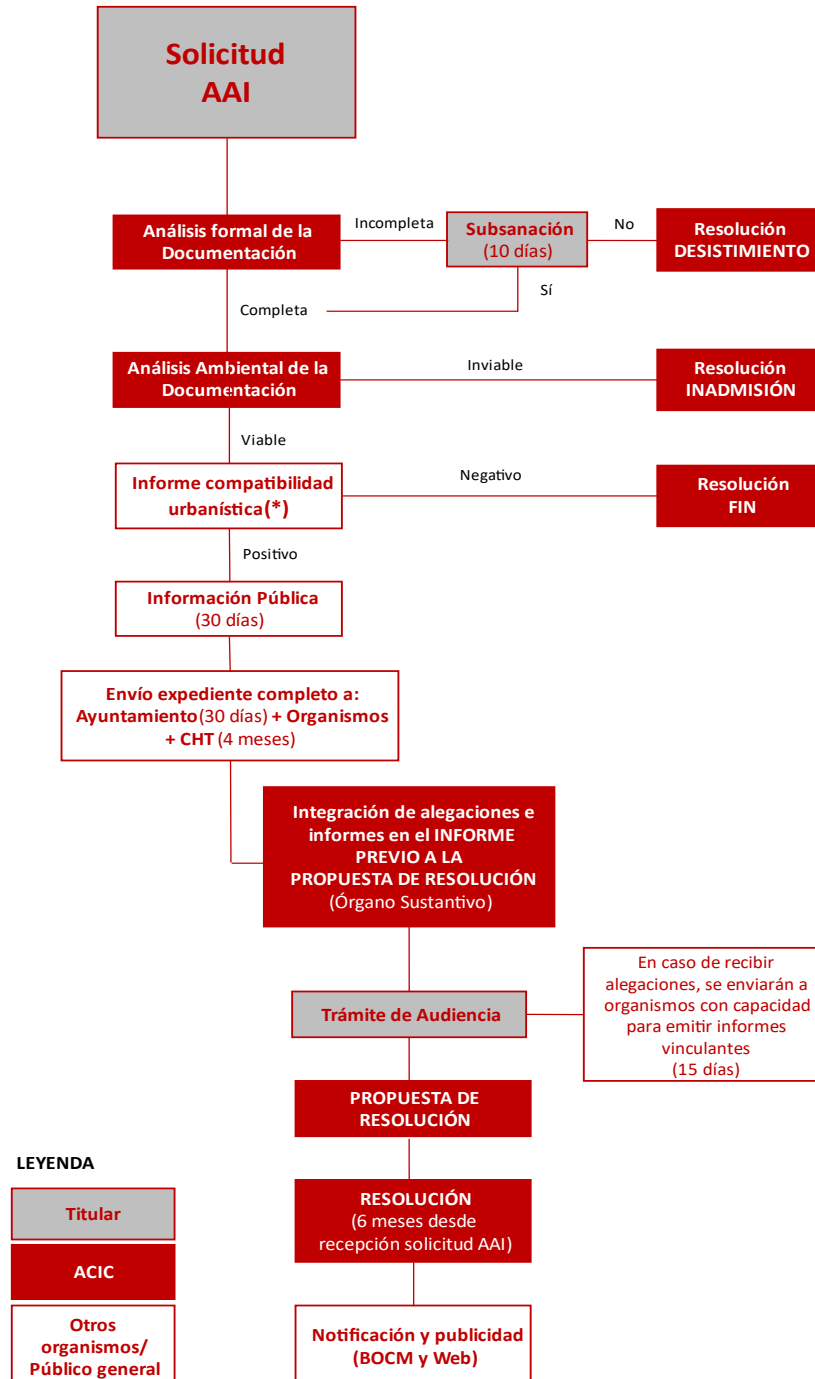 Solicitud
AAI
Análisis formal de la
Documentación
Incompleta
Subsanación
(10 días)
No
Resolución
DESISTIMIENTO
Sí
Completa
Análisis Ambiental de la
Documentación
Inviable
Resolución
INADMISIÓN
Viable
Informe compatibilidad
urbanística(*)
Negativo
Resolución
FIN
Positivo
Información Pública
(30 días)
Envío expediente completo a:
Ayuntamiento(30 días) + Organismos
+ CHT (4 meses)
Integración de alegaciones e
informes en el INFORME
PREVIO A LA
PROPUESTA DE RESOLUCIÓN
(Órgano Sustantivo)
Trámite de Audiencia
En caso de recibir
alegaciones, se enviarán a
organismos con capacidad
para emitir informes
vinculantes
(15 días)
PROPUESTA DE
RESOLUCIÓN
RESOLUCIÓN
(6 meses desde
recepción solicitud AAI)
Notificación y publicidad
(BOCM y Web)
LEYENDA
Titular
ACIC
Otros
organismos/
Público general